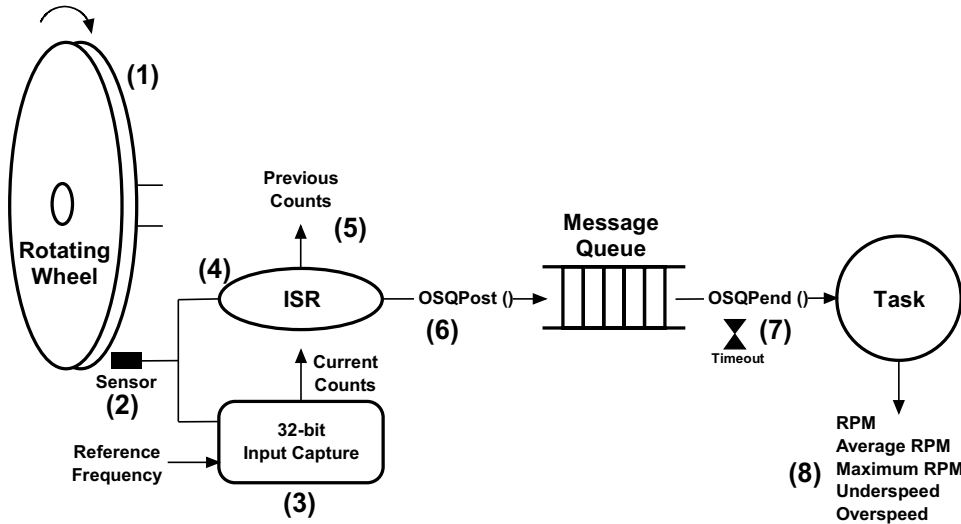 (1)
Rotating
Wheel
Sensor
(2)
Reference
Frequency
32-bit
Input Capture
(3)
Current
Counts
(4)
ISR
Previous
Counts
(5)
OSQPost ()
(6)
Message
Queue
OSQPend ()
(7)
Timeout
Task
(8)
RPM
Average RPM
Maximum RPM
Underspeed
Overspeed